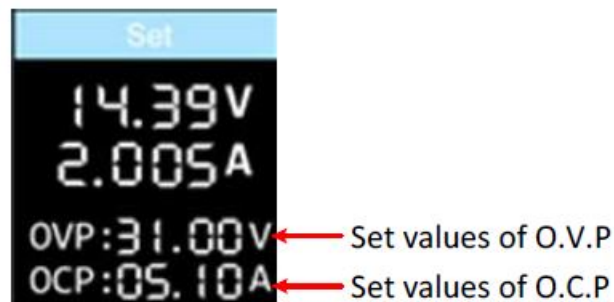 Set
14.39V
2.005A
OVP:31.00V Set values of O.V.P
OCP:05.10A Set values of O.C.P